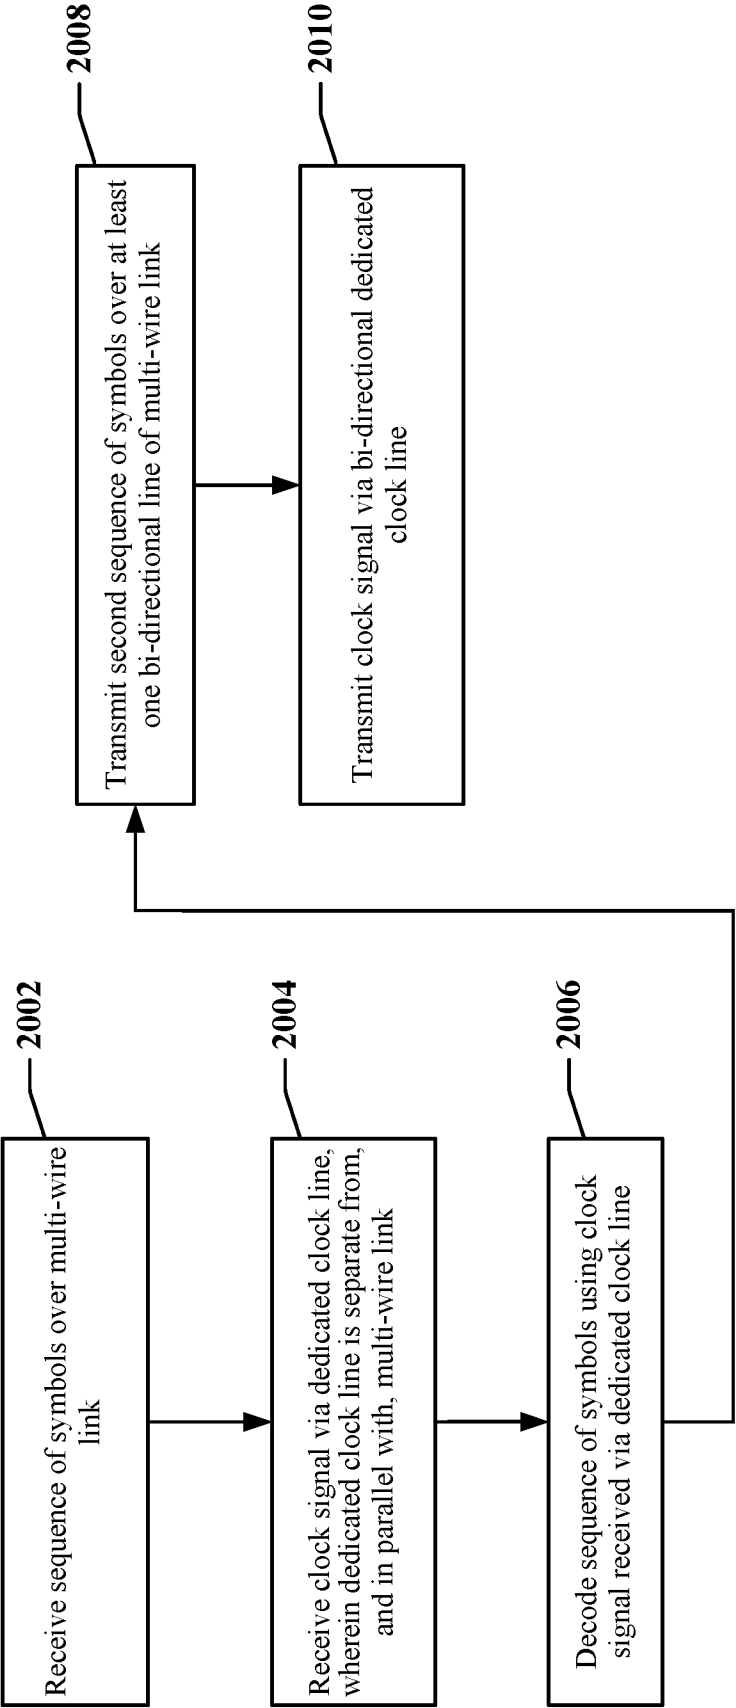 2002
Receive sequence of symbols over multi-wire
link
2004
Receive clock signal via dedicated clock line,
wherein dedicated clock line is separate from,
and in parallel with, multi-wire link
2006
Decode sequence of symbols using clock
signal received via dedicated clock line
2008
Transmit second sequence of symbols over at least
one bi-directional line of multi-wire link
2010
Transmit clock signal via bi-directional dedicated
clock line